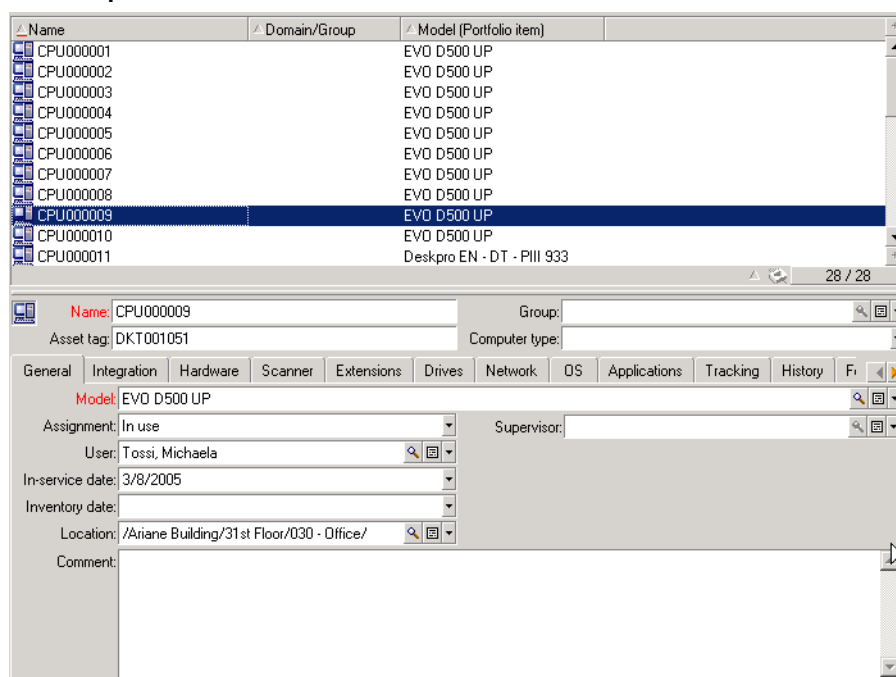 Name Domain/Group Model (Portfolio item)
CPU000001 EVO D500 UP
CPU000002 EVO D500 UP
CPU000003 EVO D500 UP
CPU000004 EVO D500 UP
CPU000005 EVO D500 UP
CPU000006 EVO D500 UP
CPU000007 EVO D500 UP
CPU000008 EVO D500 UP
CPU000009 EVO D500 UP
CPU000010 EVO D500 UP
CPU000011 Deskpro EN - DT - PIII 933
28 / 28
Name: CPU000009 Group:
Asset tag: DKT001051 Computer type:
General Integration Hardware Scanner Extensions Drives Network OS Applications Tracking History
Model: EVO D500 UP
Assignment: In use Supervisor:
User: Tossi, Michaela
In-service date: 3/8/2005
Inventory date:
Location: /Ariane Building/31st Floor/030 - Office/
Comment: